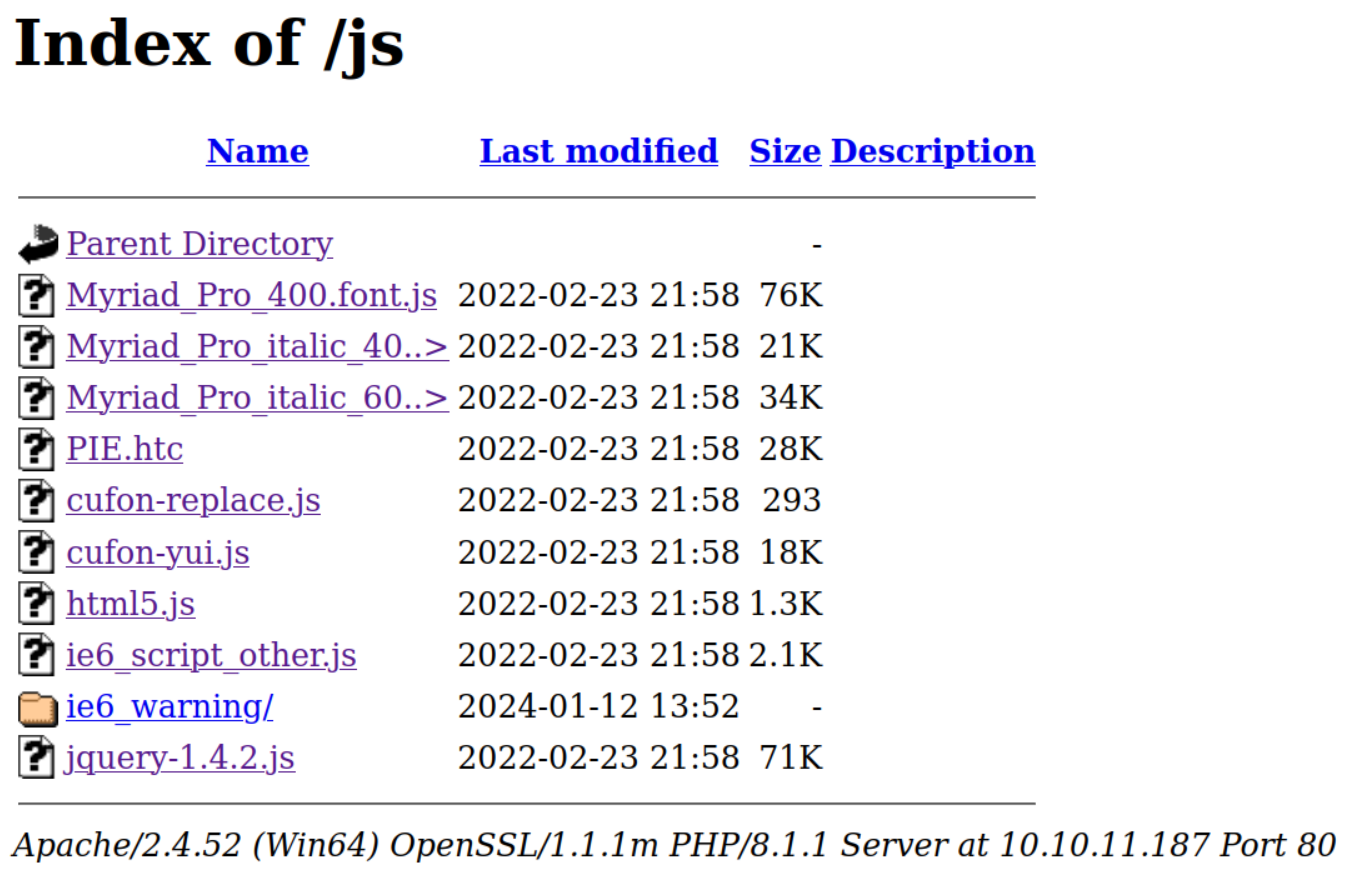 Index of /js
Name Last modified Size Description
Parent Directory -
Myriad_Pro_400.font.js 2022-02-23 21:58 76K
Myriad_Pro_italic_40..> 2022-02-23 21:58 21K
Myriad_Pro_italic_60..> 2022-02-23 21:58 34K
PIE.htc 2022-02-23 21:58 28K
cufon-replace.js 2022-02-23 21:58 293
cufon-yui.js 2022-02-23 21:58 18K
html5.js 2022-02-23 21:58 1.3K
ie6_script_other.js 2022-02-23 21:58 2.1K
ie6_warning/ 2024-01-12 13:52 -
jquery-1.4.2.js 2022-02-23 21:58 71K
Apache/2.4.52 (Win64) OpenSSL/1.1.1m PHP/8.1.1 Server at 10.10.11.187 Port 80